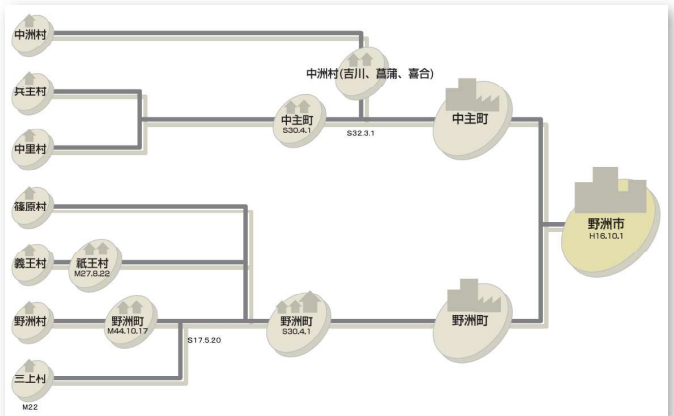 中洲村
中洲村(吉川、菖蒲、喜合)
兵主村
中主町
S30.4.1
S32.3.1
中主町
中里村
篠原村
野洲市
H16.10.1
義王村
祇王村
M27.8.22
野洲村
野洲町
M44.10.17
S17.5.20
野洲町
S30.4.1
野洲町
三上村
M22